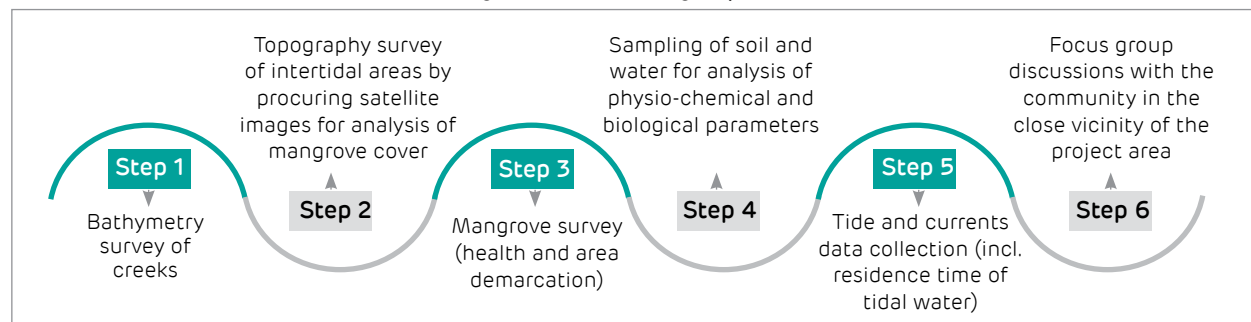 Step 1
Bathymetry
survey of
creeks
Topography survey
of intertidal areas by
procuring satellite
images for analysis of
mangrove cover
Step 2
Step 3
Mangrove survey
(health and area
demarcation)
Sampling of soil and
water for analysis of
physio-chemical and
biological parameters
Step 4
Step 5
Tide and currents
data collection (incl.
residence time of
tidal water)
Focus group
discussions with the
community in the
close vicinity of the
project area
Step 6